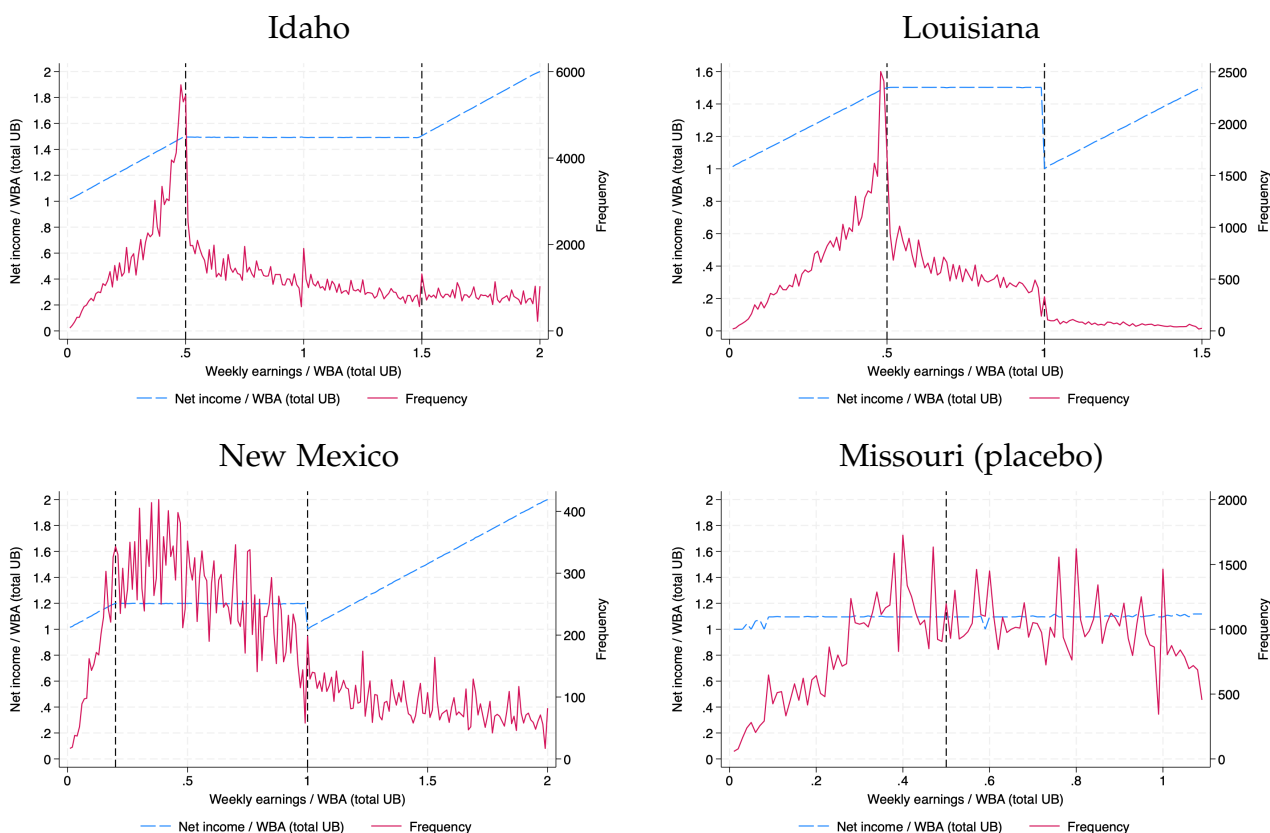 Idaho
Net income / WBA (total UB)
2
1.8
1.6
1.4
1.2
1
.8
.6
.4
.2
0
6000
4000
2000
0
Frequency
0 .5 1 1.5 2
Weekly earnings / WBA (total UB)
Net income / WBA (total UB) Frequency
Louisiana
Net income / WBA (total UB)
1.6
1.4
1.2
1
.8
.6
.4
.2
0
2500
2000
1500
1000
500
0
Frequency
0 .5 1 1.5
Weekly earnings / WBA (total UB)
Net income / WBA (total UB) Frequency
New Mexico
Net income / WBA (total UB)
2
1.8
1.6
1.4
1.2
1
.8
.6
.4
.2
0
400
300
200
100
0
Frequency
0 .5 1 1.5 2
Weekly earnings / WBA (total UB)
Net income / WBA (total UB) Frequency
Missouri (placebo)
Net income / WBA (total UB)
2
1.8
1.6
1.4
1.2
1
.8
.6
.4
.2
0
2000
1500
1000
500
0
Frequency
0 .2 .4 .6 .8 1
Weekly earnings / WBA (total UB)
Net income / WBA (total UB) Frequency